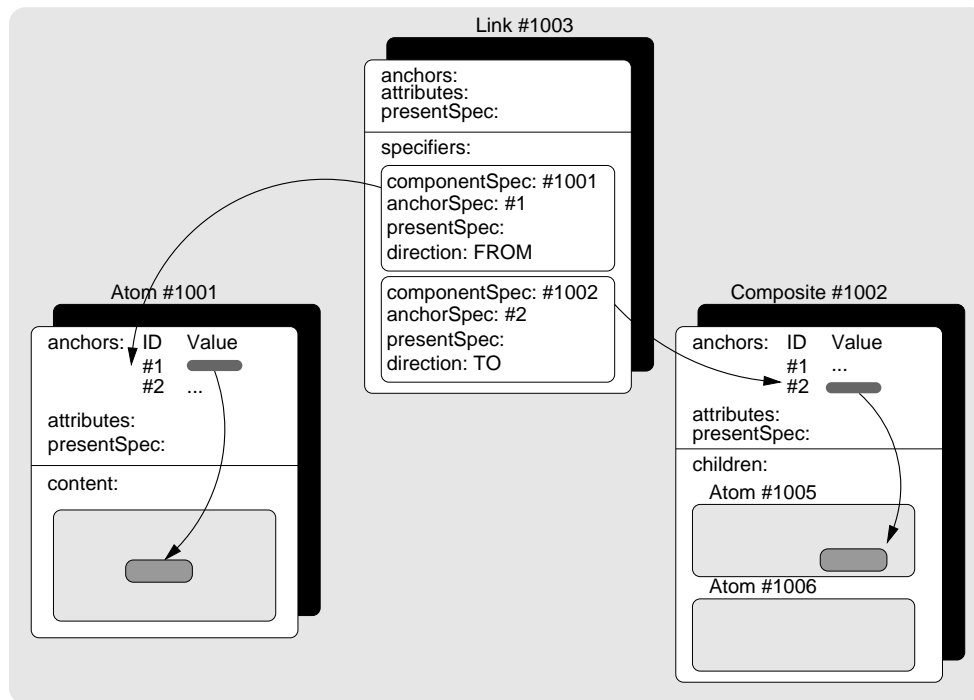 Link #1003
anchors:
attributes:
presentSpec:
specifiers:
componentSpec: #1001
anchorSpec: #1
presentSpec:
direction: FROM
componentSpec: #1002
anchorSpec: #2
presentSpec:
direction: TO
Atom #1001
anchors: ID Value
#1
#2 ...
attributes:
presentSpec:
content:
Composite #1002
anchors: ID Value
#1 ...
#2
attributes:
presentSpec:
children:
Atom #1005
Atom #1006